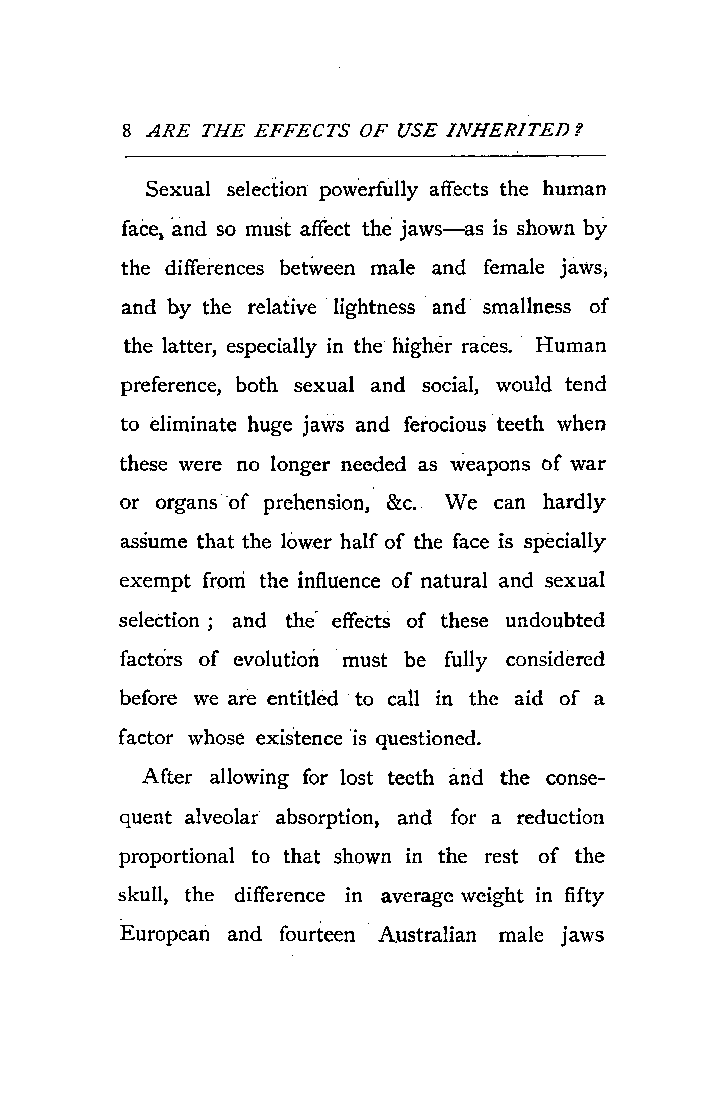 8 ARE THE EFFECTS OF USE INHERITED?
Sexual selection powerfully affects the human
face, and so must affect the jaws—as is shown by
the differences between male and female jaws,
and by the relative lightness and smallness of
the latter, especially in the higher races. Human
preference, both sexual and social, would tend
to eliminate huge jaws and ferocious teeth when
these were no longer needed as weapons of war
or organs of prehension, &c. We can hardly
assume that the lower half of the face is specially
exempt from the influence of natural and sexual
selection ; and the effects of these undoubted
factors of evolution must be fully considered
before we are entitled to call in the aid of a
factor whose existence is questioned.
After allowing for lost teeth and the conse-
quent alveolar absorption, and for a reduction
proportional to that shown in the rest of the
skull, the difference in average weight in fifty
European and fourteen Australian male jaws